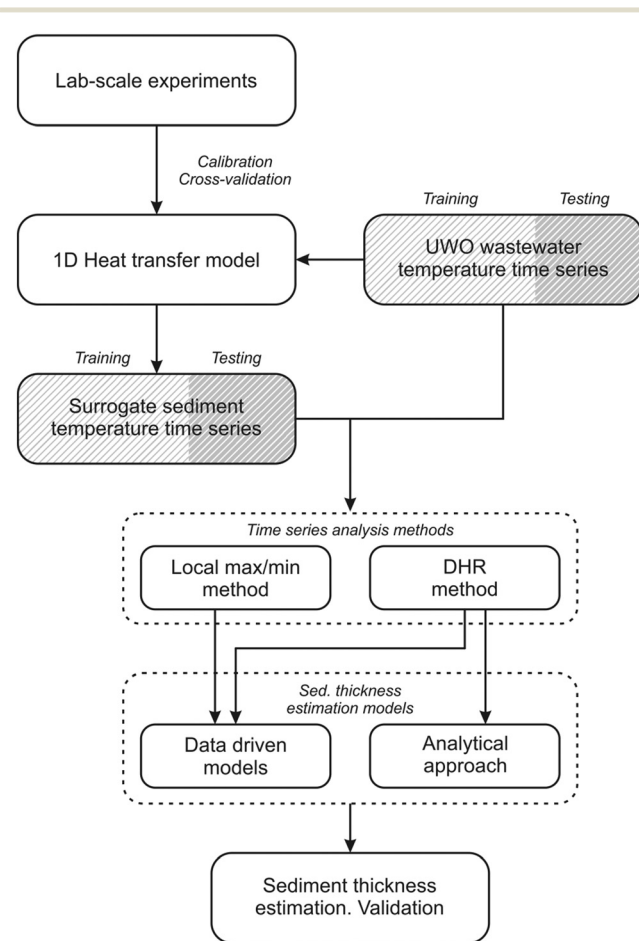 Lab-scale experiments
Calibration
Cross-validation
Training
Testing
1D Heat transfer model
UWO wastewater
temperature time series
Training
Testing
Surrogate sediment
temperature time series
Time series analysis methods
Local max/min
method
DHR
method
Sed. thickness
estimation models
Data driven
models
Analytical
approach
Sediment thickness
estimation. Validation